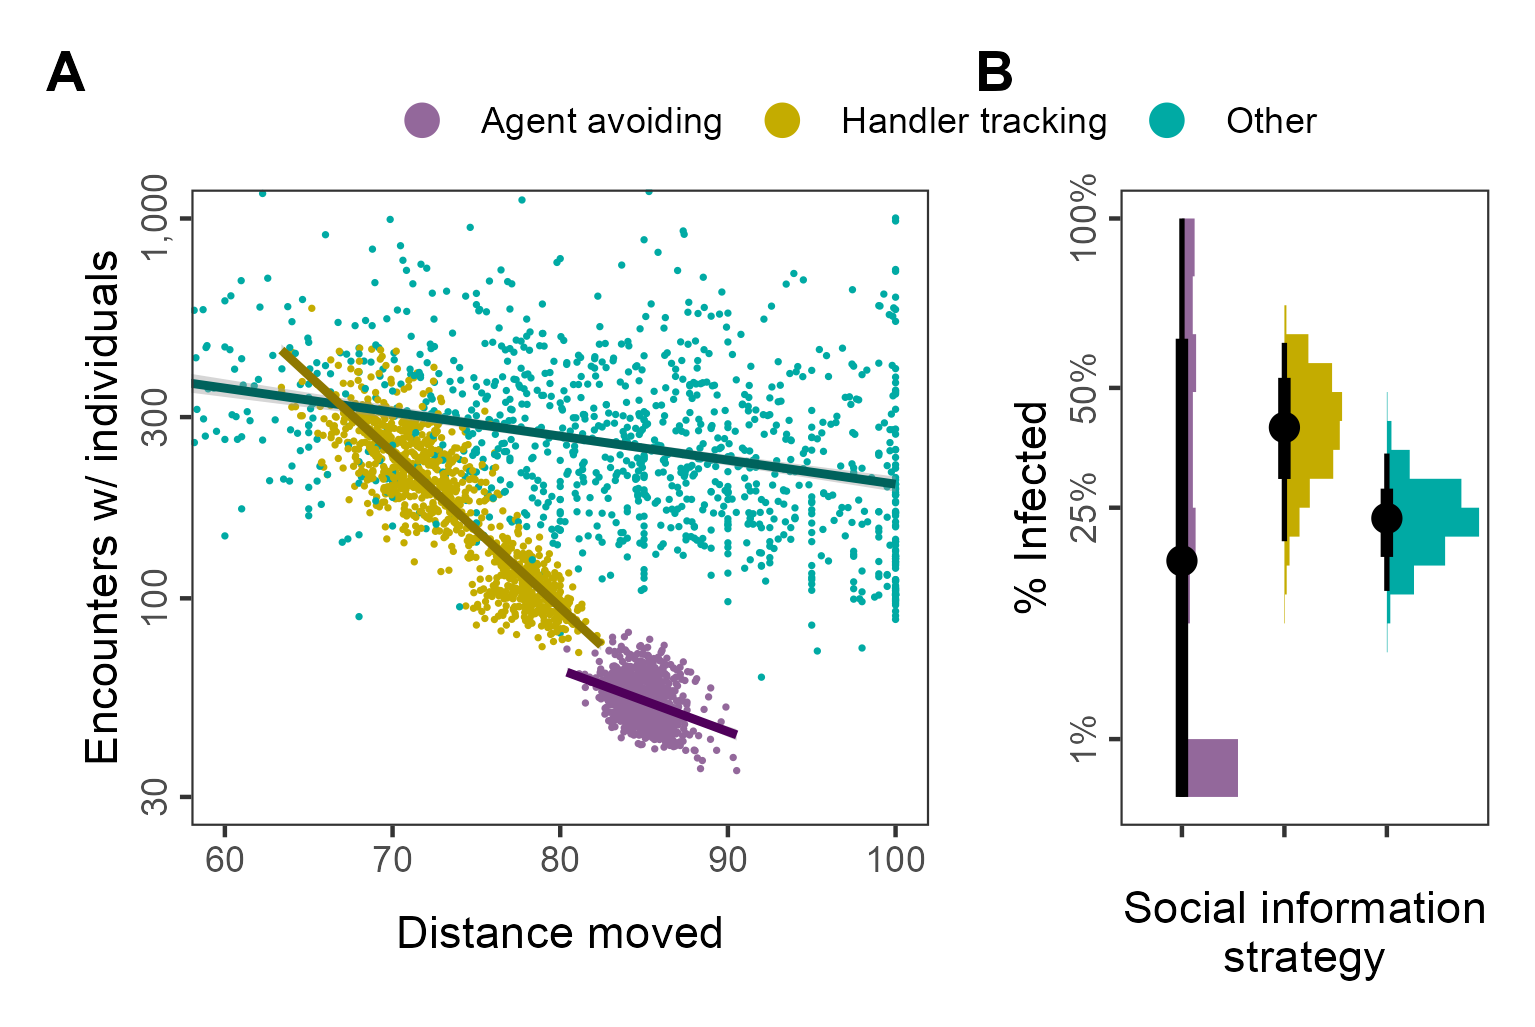 A
B
Agent avoiding
Handler tracking
Other
Encounters w/ individuals
1,000
300
100
30
60
70
80
90
100
Distance moved
% Infected
100%
50%
25%
1%
Social information
strategy